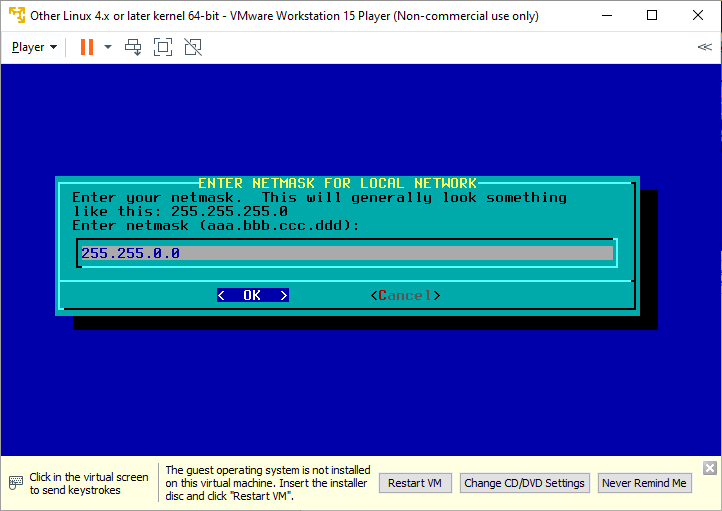 Other Linux 4.x or later kernel 64-bit - VMware Workstation 15 Player (Non-commercial use only)
Player
ENTER NETMASK FOR LOCAL NETWORK
Enter your netmask.  This will generally look something
like this: 255.255.255.0
Enter netmask (aaa.bbb.ccc.ddd):
255.255.0.0
<  OK  >
<Cancel>
Click in the virtual screen
to send keystrokes
The guest operating system is not installed
on this virtual machine. Insert the installer
disc and click "Restart VM".
Restart VM
Change CD/DVD Settings
Never Remind Me